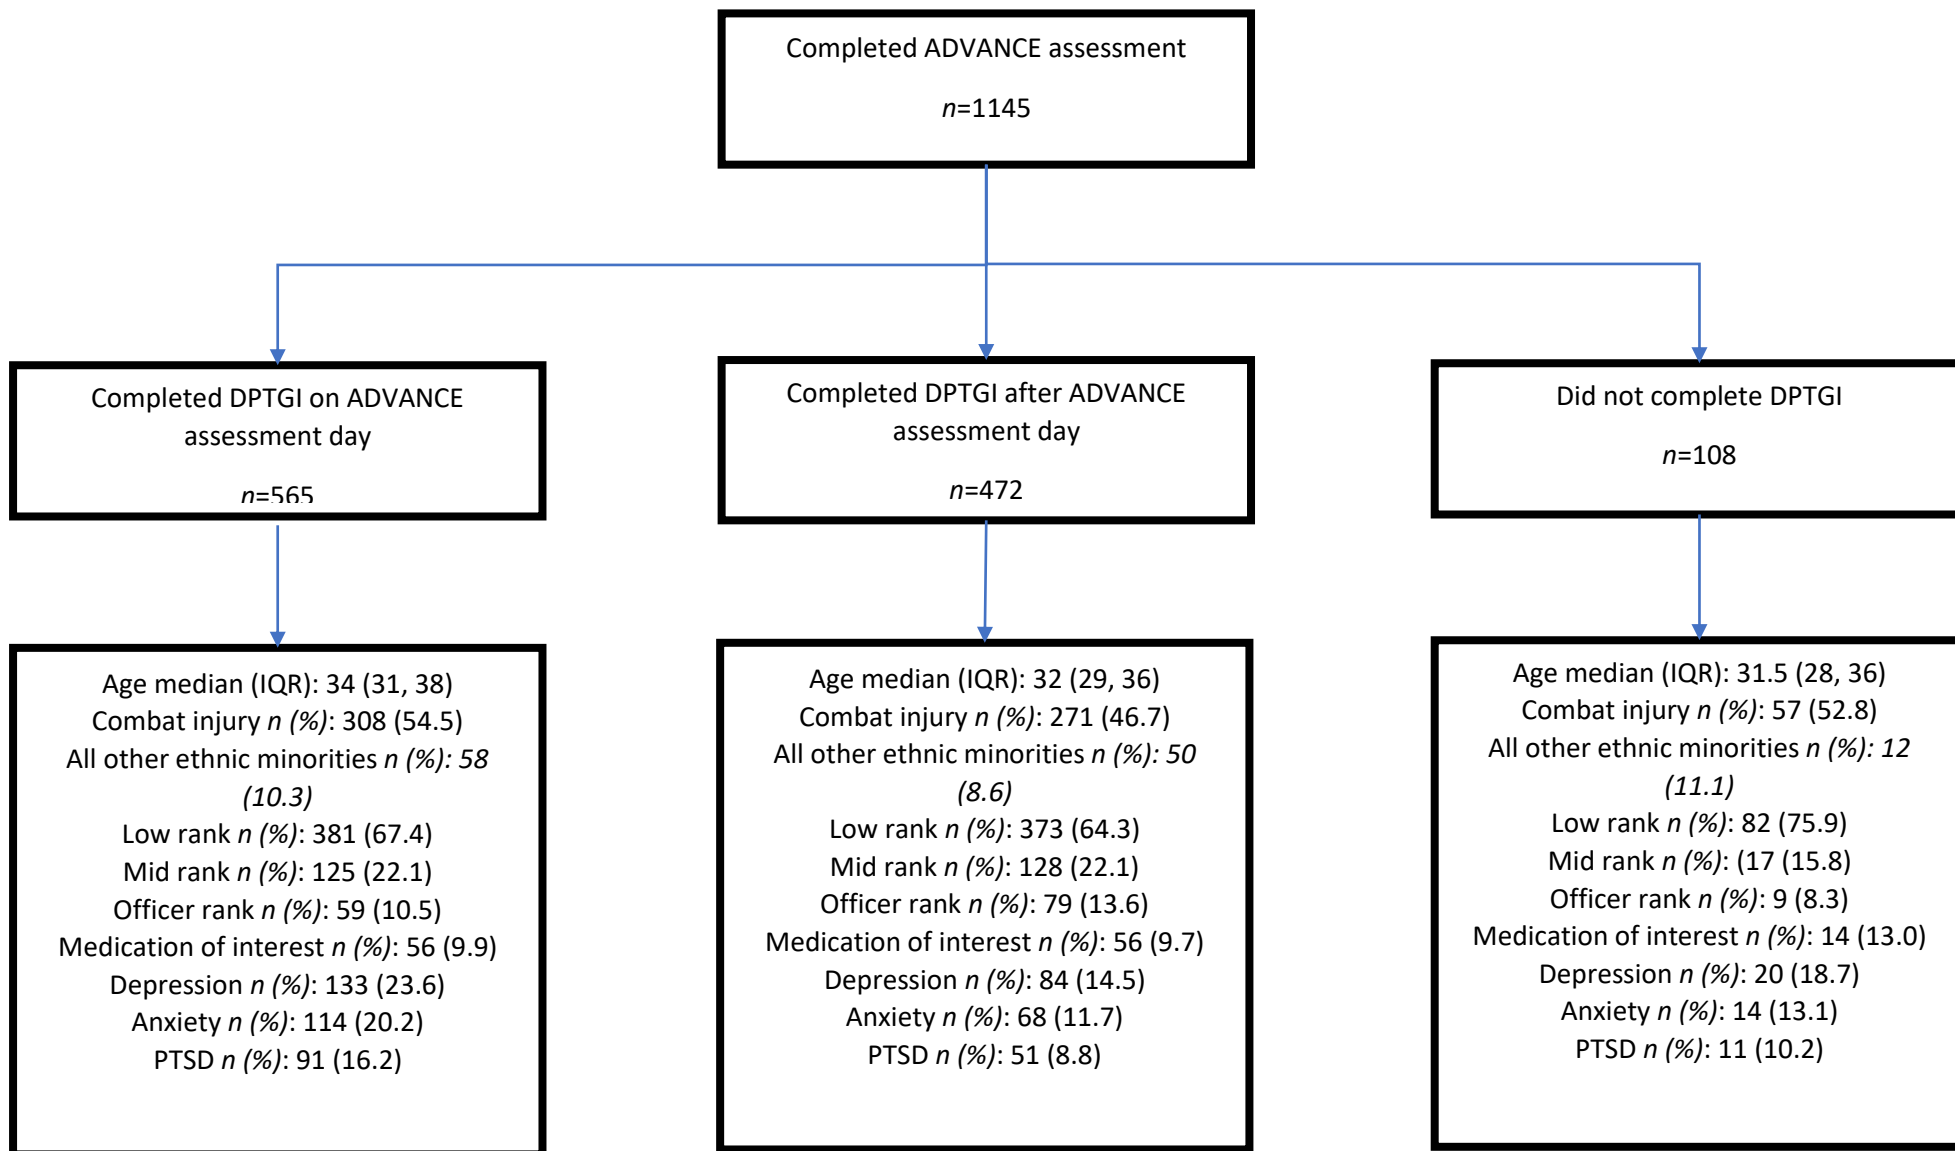 Completed ADVANCE assessment
n=1145
Completed DPTGI on ADVANCE
assessment day
n=565
Completed DPTGI after ADVANCE
assessment day
n=472
Did not complete DPTGI
n=108
Age median (IQR): 34 (31, 38)
Combat injury n (%): 308 (54.5)
All other ethnic minorities n (%): 58
(10.3)
Low rank n (%): 381 (67.4)
Mid rank n (%): 125 (22.1)
Officer rank n (%): 59 (10.5)
Medication of interest n (%): 56 (9.9)
Depression n (%): 133 (23.6)
Anxiety n (%): 114 (20.2)
PTSD n (%): 91 (16.2)
Age median (IQR): 32 (29, 36)
Combat injury n (%): 271 (46.7)
All other ethnic minorities n (%): 50
(8.6)
Low rank n (%): 373 (64.3)
Mid rank n (%): 128 (22.1)
Officer rank n (%): 79 (13.6)
Medication of interest n (%): 56 (9.7)
Depression n (%): 84 (14.5)
Anxiety n (%): 68 (11.7)
PTSD n (%): 51 (8.8)
Age median (IQR): 31.5 (28, 36)
Combat injury n (%): 57 (52.8)
All other ethnic minorities n (%): 12
(11.1)
Low rank n (%): 82 (75.9)
Mid rank n (%): (17 (15.8)
Officer rank n (%): 9 (8.3)
Medication of interest n (%): 14 (13.0)
Depression n (%): 20 (18.7)
Anxiety n (%): 14 (13.1)
PTSD n (%): 11 (10.2)